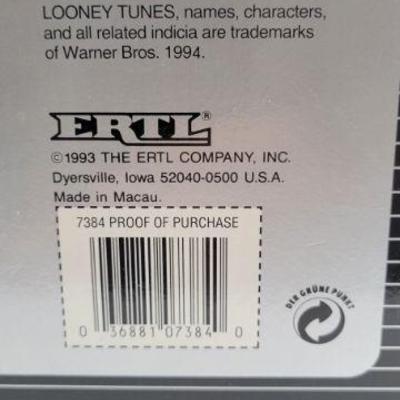 LOONEY TUNES, names, characters,
and all related indicia are trademarks
of Warner Bros. 1994.
ERTL®
©1993 THE ERTL COMPANY, INC.
Dyersville, Iowa 52040-0500 U.S.A.
Made in Macau.
7384 PROOF OF PURCHASE
0 36881 07384 0
DER GRÜNE PUNKT